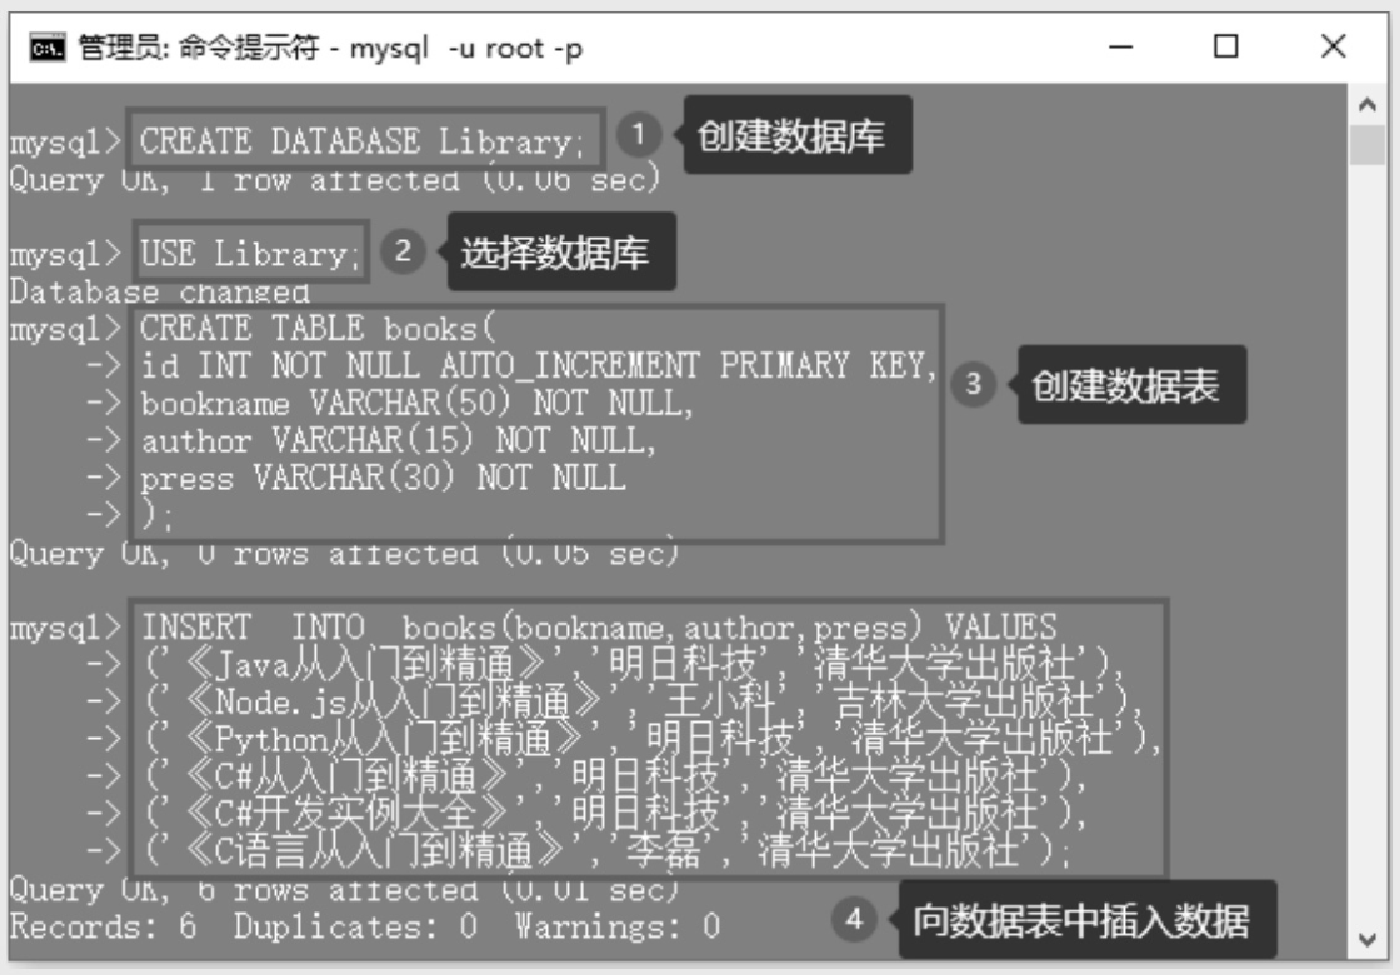 管理员: 命令提示符 - mysql  -u root -p
mysql> CREATE DATABASE Library;
1 创建数据库
Query OK, 1 row affected (0.06 sec)
mysql> USE Library;
2 选择数据库
Database changed
mysql> CREATE TABLE books(
-> id INT NOT NULL AUTO_INCREMENT PRIMARY KEY,
-> bookname VARCHAR(50) NOT NULL,
3 创建数据表
-> author VARCHAR(15) NOT NULL,
-> press VARCHAR(30) NOT NULL
-> );
Query OK, 0 rows affected (0.05 sec)
mysql> INSERT  INTO  books(bookname,author,press) VALUES
-> ('《Java从入门到精通》','明日科技','清华大学出版社'),
-> ('《Node.js从入门到精通》','王小科','吉林大学出版社'),
-> ('《Python从入门到精通》','明日科技','清华大学出版社'),
-> ('《C#从入门到精通》','明日科技','清华大学出版社'),
-> ('《C#开发实例大全》','明日科技','清华大学出版社'),
-> ('《C语言从入门到精通》','李磊','清华大学出版社');
Query OK, 6 rows affected (0.01 sec)
Records: 6  Duplicates: 0  Warnings: 0
4 向数据表中插入数据